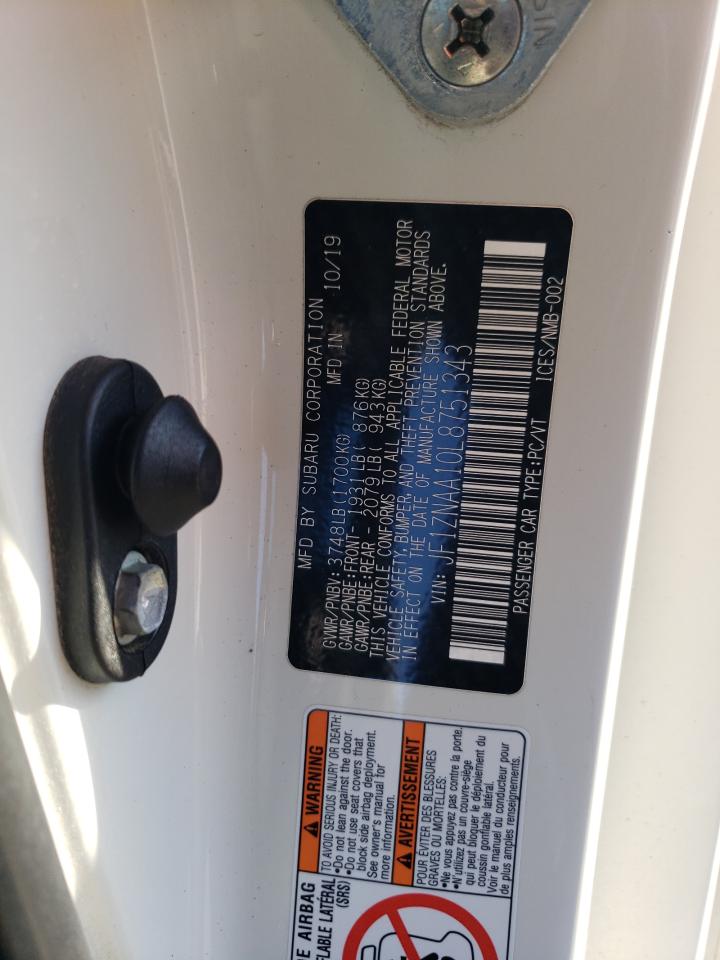 MFD BY SUBARU CORPORATION 10/19
MFD IN
GVWR/PNBV: 3748LB(1700KG)
GAWR/PNBE:FRONT- 1931LB( 876KG)
GAWR/PNBE:REAR - 2079LB( 943KG)
THIS VEHICLE CONFORMS TO ALL APPLICABLE FEDERAL MOTOR
VEHICLE SAFETY, BUMPER, AND THEFT PREVENTION STANDARDS
IN EFFECT ON THE DATE OF MANUFACTURE SHOWN ABOVE.
VIN: JF1ZNAA10L8751343
PASSENGER CAR TYPE:PC/VT ICES/NMB-002
WARNING
TO AVOID SERIOUS INJURY OR DEATH:
•Do not lean against the door.
•Do not use seat covers that
block side airbag deployment.
See owner's manual for
more information.
AVERTISSEMENT
POUR ÉVITER DES BLESSURES
GRAVES OU MORTELLES:
•Ne vous appuyez pas contre la porte.
•N'utilisez pas un couvre-siège
qui peut bloquer le déploiement du
coussin gonflable latéral.
Voir le manuel du conducteur pour
de plus amples renseignements.
AIRBAG
LATÉRAL
(SRS)